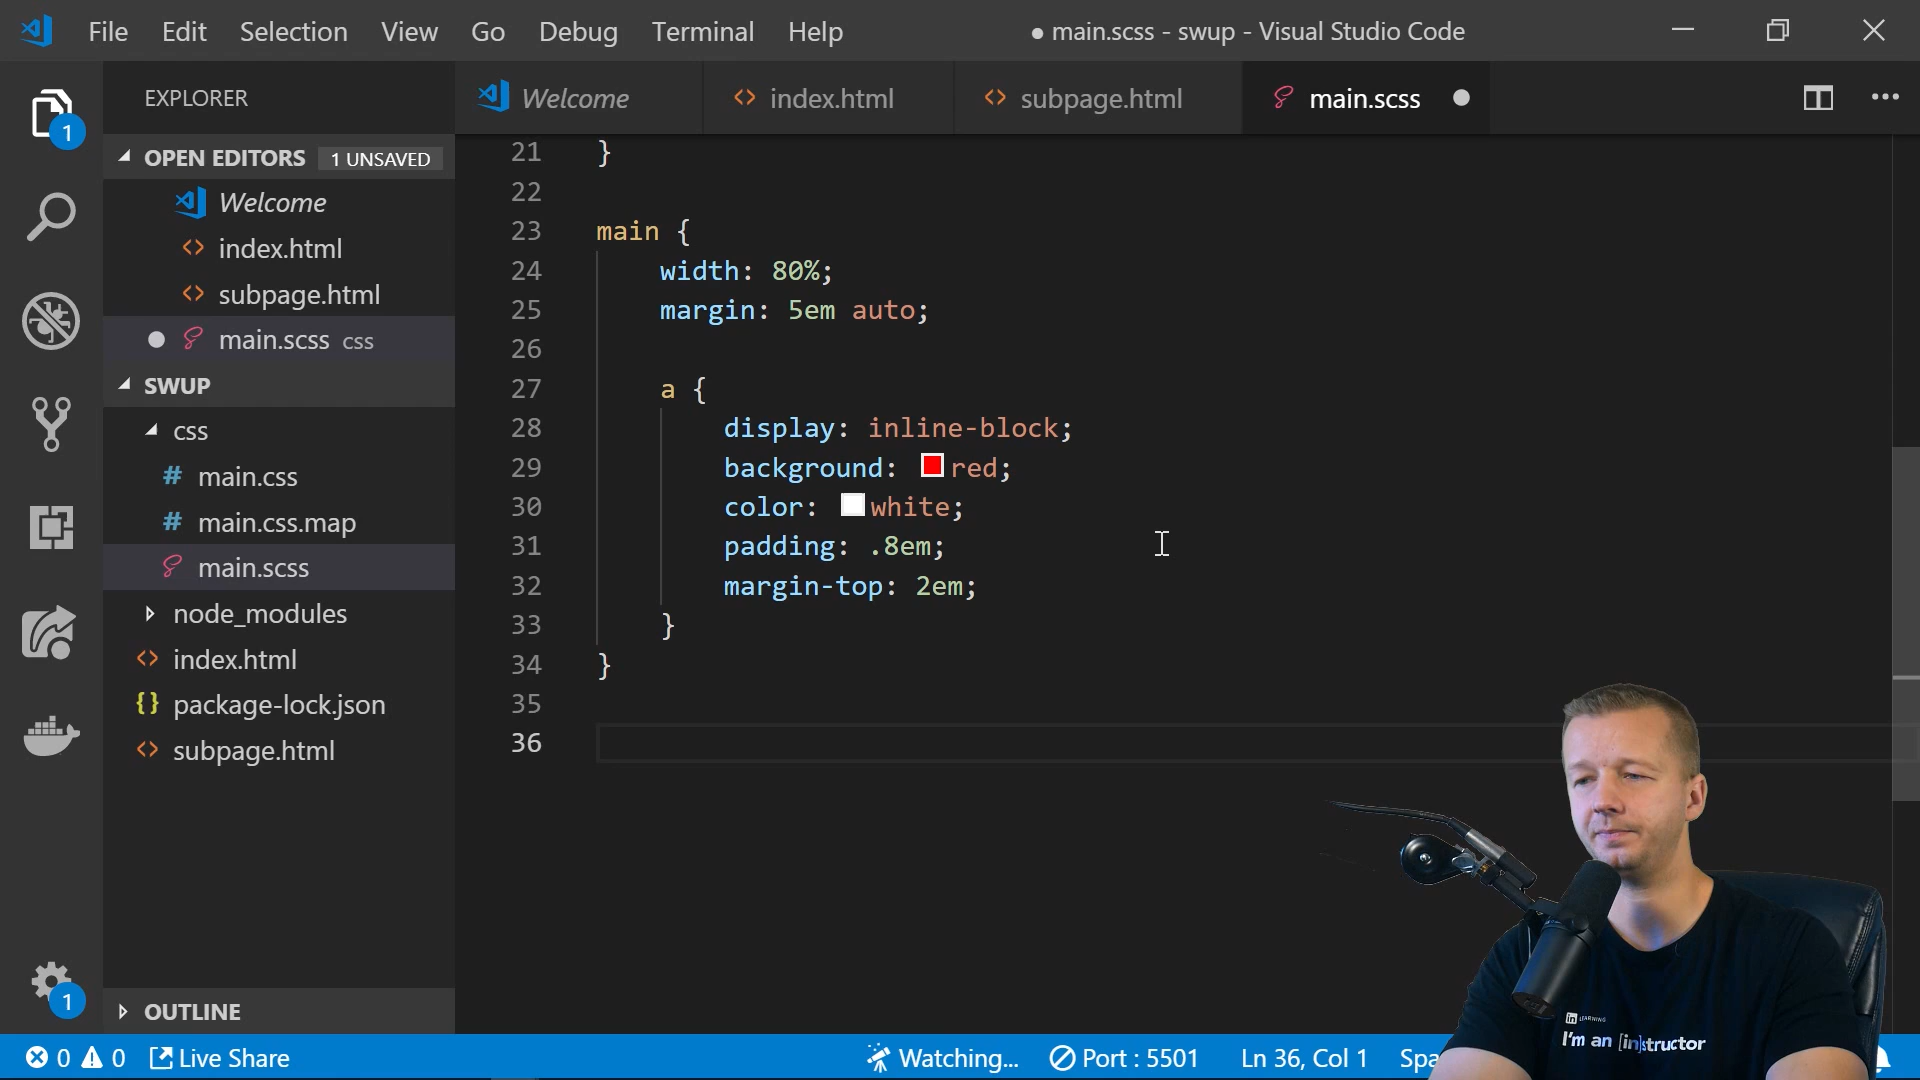 File Edit Selection View Go Debug Terminal Help ● main.scss - swup - Visual Studio Code
EXPLORER
Welcome index.html subpage.html main.scss
1
OPEN EDITORS 1 UNSAVED
Welcome
index.html
subpage.html
main.scss css
SWUP
css
main.css
main.css.map
main.scss
node_modules
index.html
package-lock.json
subpage.html
OUTLINE
1
21 }
22
23 main {
24 width: 80%;
25 margin: 5em auto;
26
27 a {
28 display: inline-block;
29 background: red;
30 color: white;
31 padding: .8em;
32 margin-top: 2em;
33 }
34 }
35
36
in LEARNING
I'm an [in]structor
0 0 Live Share Watching... Port : 5501 Ln 36, Col 1 Spa